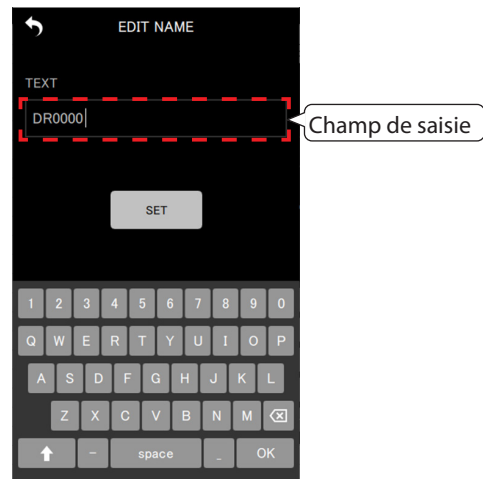 EDIT NAME
TEXT
DR0000
Champ de saisie
SET
1 2 3 4 5 6 7 8 9 0
Q W E R T Y U I O P
A S D F G H J K L
Z X C V B N M
- space _ OK